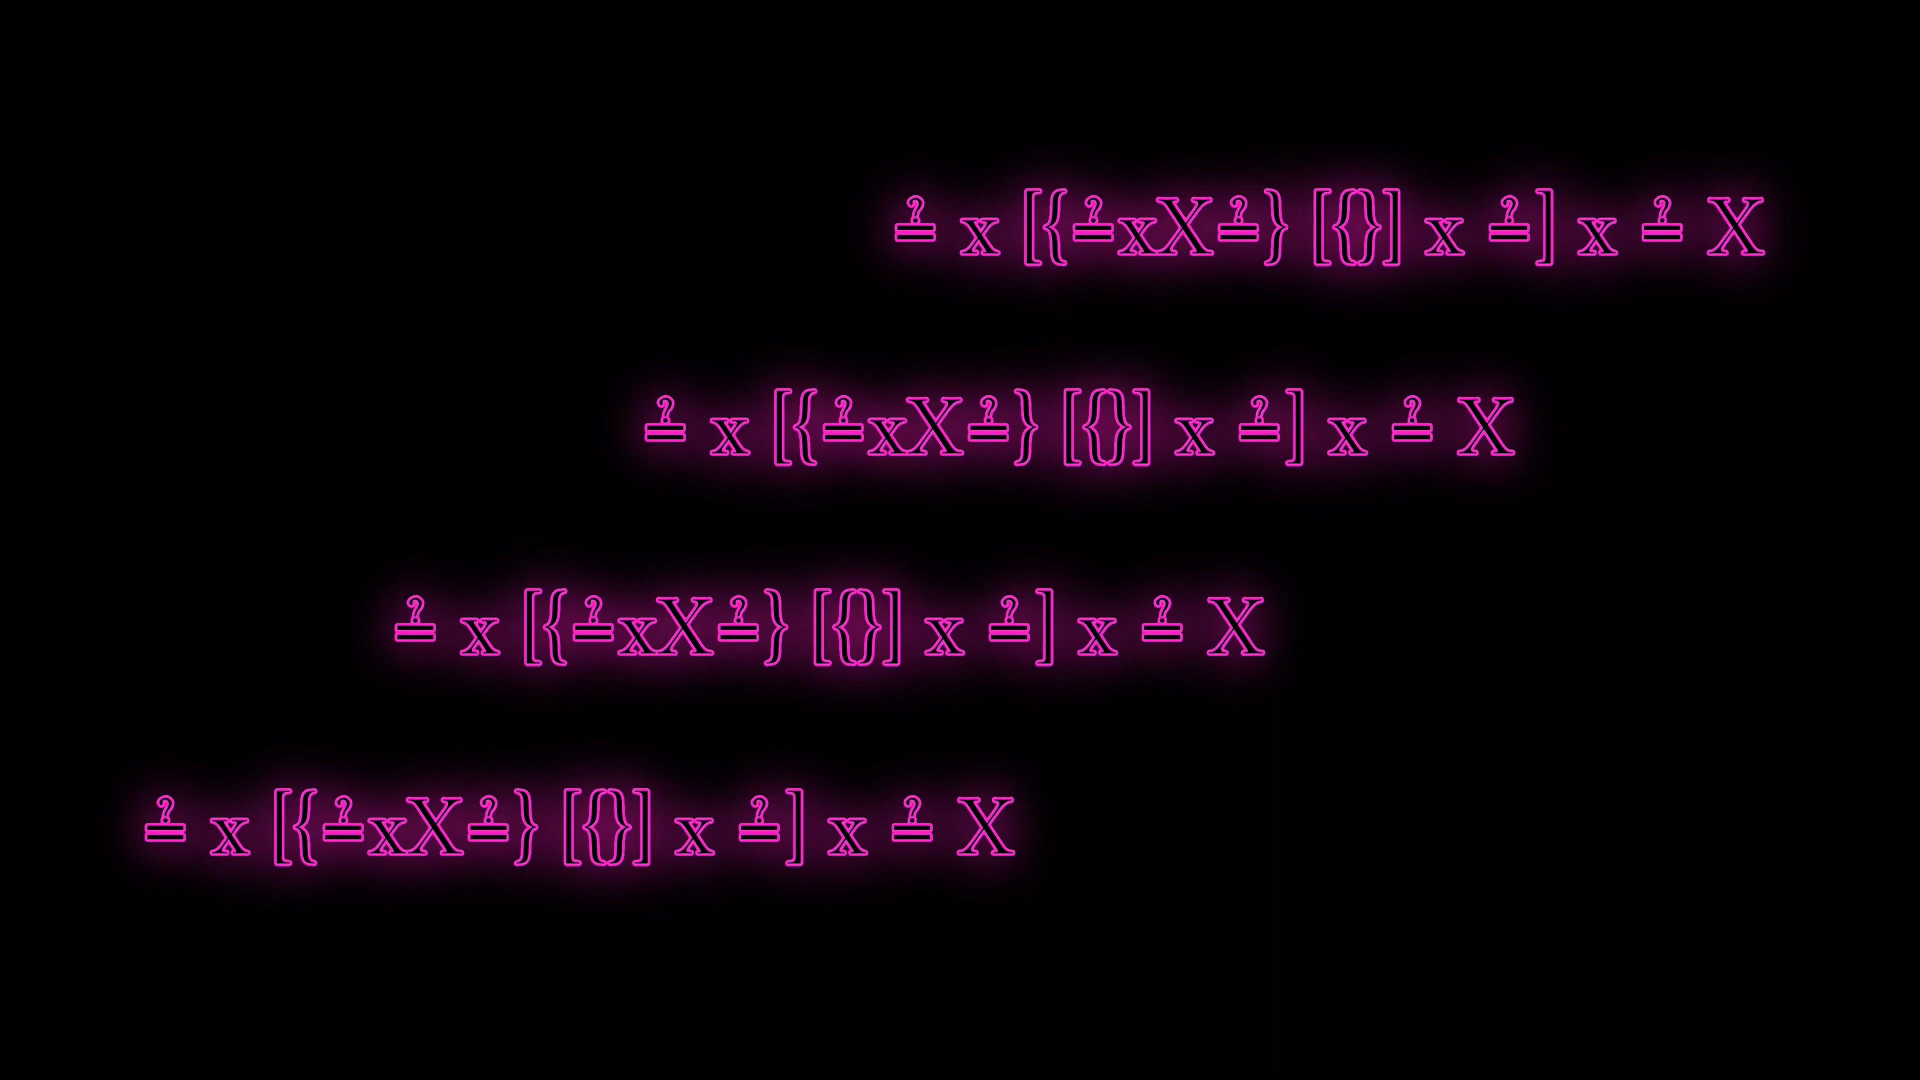 ≟ x [{≟xX≟} [{}] x ≟] x ≟ X
≟ x [{≟xX≟} [{}] x ≟] x ≟ X
≟ x [{≟xX≟} [{}] x ≟] x ≟ X
≟ x [{≟xX≟} [{}] x ≟] x ≟ X